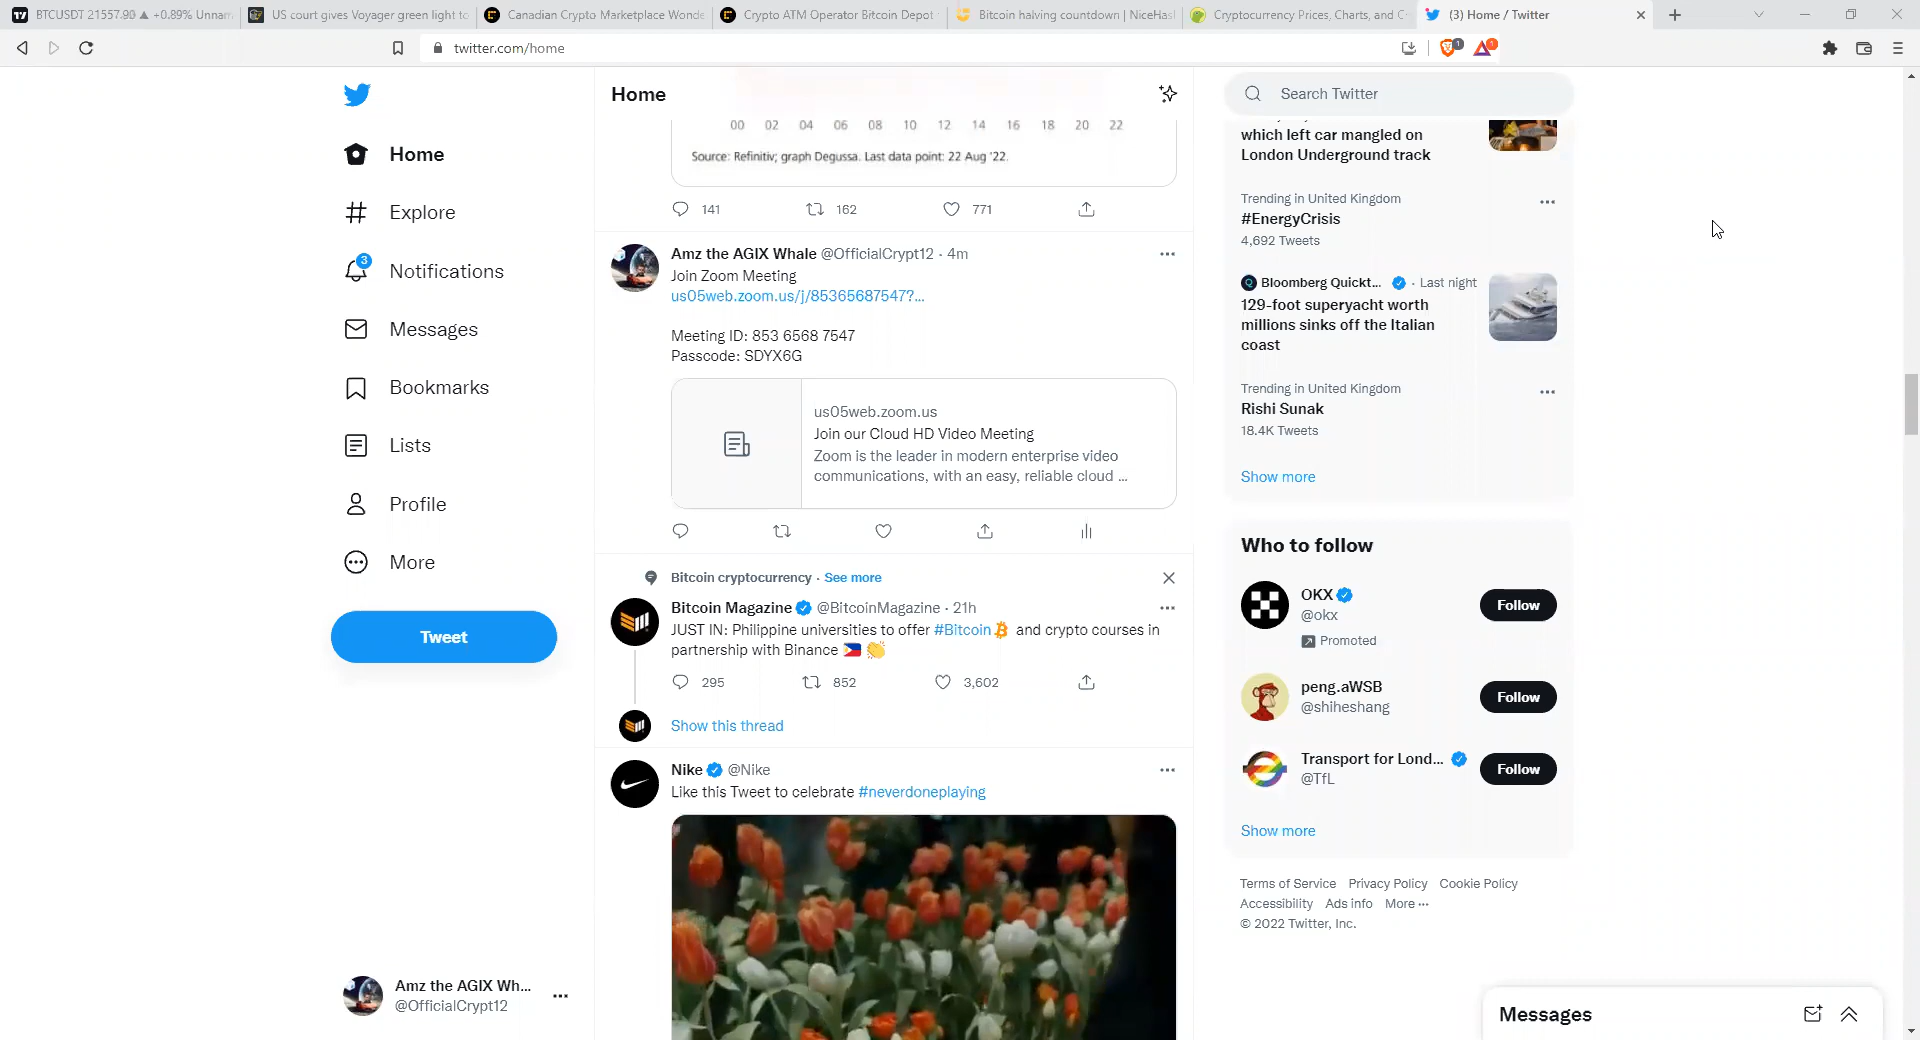 BTCUSDT 21557.90 ▲ +0.89% Unnam
US court gives Voyager green light to
Canadian Crypto Marketplace Wonde
Crypto ATM Operator Bitcoin Depot
Bitcoin halving countdown | NiceHas
Cryptocurrency Prices, Charts, and C
(3) Home / Twitter
twitter.com/home
1
1
Home
Explore
3
Notifications
Messages
Bookmarks
Lists
Profile
More
Tweet
Amz the AGIX Wh...
@OfficialCrypt12
Home
00 02 04 06 08 10 12 14 16 18 20 22
Source: Refinitiv; graph Degussa. Last data point: 22 Aug '22.
141 162 771
Amz the AGIX Whale @OfficialCrypt12 · 4m
Join Zoom Meeting
us05web.zoom.us/j/85365687547?...
Meeting ID: 853 6568 7547
Passcode: SDYX6G
us05web.zoom.us
Join our Cloud HD Video Meeting
Zoom is the leader in modern enterprise video
communications, with an easy, reliable cloud ...
Bitcoin cryptocurrency · See more
Bitcoin Magazine @BitcoinMagazine · 21h
JUST IN: Philippine universities to offer #Bitcoin and crypto courses in
partnership with Binance 🇵🇭 👏
295 852 3,602
Show this thread
Nike @Nike
Like this Tweet to celebrate #neverdoneplaying
Search Twitter
which left car mangled on
London Underground track
Trending in United Kingdom
#EnergyCrisis
4,692 Tweets
Bloomberg Quickt... · Last night
129-foot superyacht worth
millions sinks off the Italian
coast
Trending in United Kingdom
Rishi Sunak
18.4K Tweets
Show more
Who to follow
OKX
@okx
Promoted
Follow
peng.aWSB
@shiheshang
Follow
Transport for Lond...
@TfL
Follow
Show more
Terms of Service Privacy Policy Cookie Policy
Accessibility Ads info More ···
© 2022 Twitter, Inc.
Messages